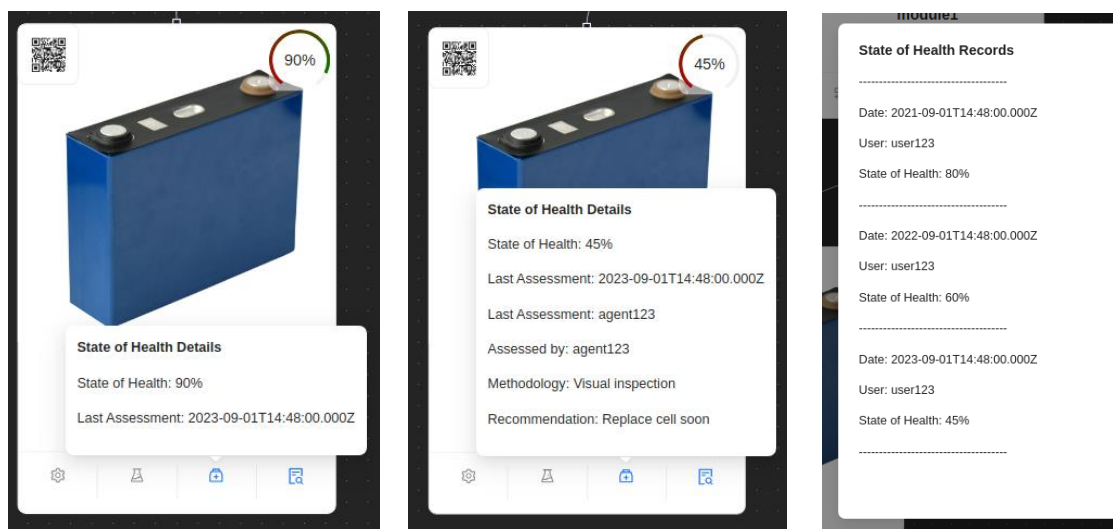 90%
State of Health Details
State of Health: 90%
Last Assessment: 2023-09-01T14:48:00.000Z
45%
State of Health Details
State of Health: 45%
Last Assessment: 2023-09-01T14:48:00.000Z
Last Assessment: agent123
Assessed by: agent123
Methodology: Visual inspection
Recommendation: Replace cell soon
module1
State of Health Records
-------------------------------------
Date: 2021-09-01T14:48:00.000Z
User: user123
State of Health: 80%
-------------------------------------
Date: 2022-09-01T14:48:00.000Z
User: user123
State of Health: 60%
-------------------------------------
Date: 2023-09-01T14:48:00.000Z
User: user123
State of Health: 45%
-------------------------------------